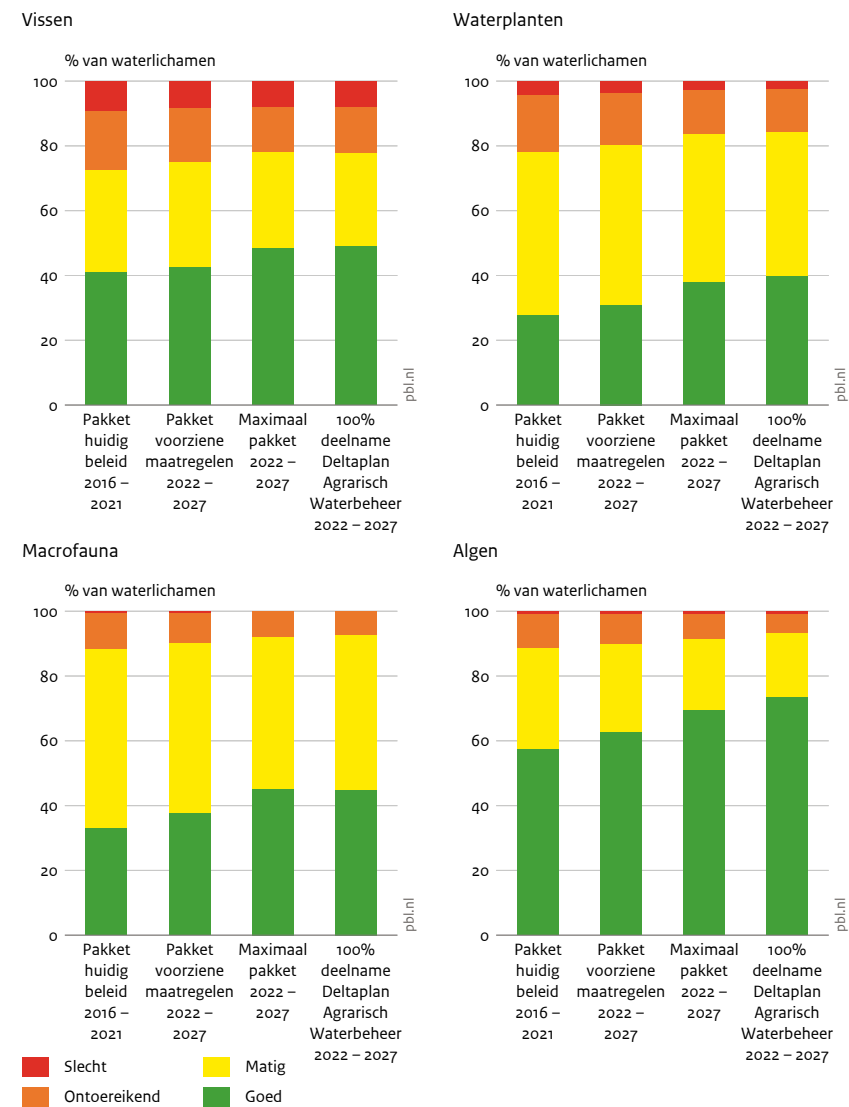 Vissen
% van waterlichamen
100
80
60
40
20
0
Pakket
huidig
beleid
2016 –
2021
Pakket
voorziene
maatregelen
2022 –
2027
Maximaal
pakket
2022 –
2027
100%
deelname
Deltaplan
Agrarisch
Waterbeheer
2022 – 2027
pbl.nl
Waterplanten
% van waterlichamen
100
80
60
40
20
0
Pakket
huidig
beleid
2016 –
2021
Pakket
voorziene
maatregelen
2022 –
2027
Maximaal
pakket
2022 –
2027
100%
deelname
Deltaplan
Agrarisch
Waterbeheer
2022 – 2027
pbl.nl
Macrofauna
% van waterlichamen
100
80
60
40
20
0
Pakket
huidig
beleid
2016 –
2021
Pakket
voorziene
maatregelen
2022 –
2027
Maximaal
pakket
2022 –
2027
100%
deelname
Deltaplan
Agrarisch
Waterbeheer
2022 – 2027
pbl.nl
Algen
% van waterlichamen
100
80
60
40
20
0
Pakket
huidig
beleid
2016 –
2021
Pakket
voorziene
maatregelen
2022 –
2027
Maximaal
pakket
2022 –
2027
100%
deelname
Deltaplan
Agrarisch
Waterbeheer
2022 – 2027
pbl.nl
Slecht
Ontoereikend
Matig
Goed